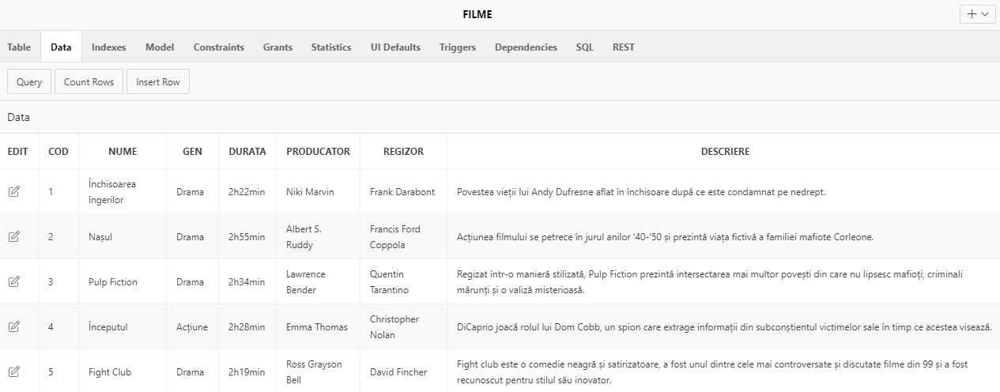 FILME
Table Data Indexes Model Constraints Grants Statistics UI Defaults Triggers Dependencies SQL REST
Query Count Rows Insert Row
Data
EDIT COD NUME GEN DURATA PRODUCATOR REGIZOR DESCRIERE
1 Închisoarea îngerilor Drama 2h22min Niki Marvin Frank Darabont Povestea vieții lui Andy Dufresne aflat în închisoare după ce este condamnat pe nedrept.
2 Nașul Drama 2h55min Albert S. Ruddy Francis Ford Coppola Acțiunea filmului se petrece în jurul anilor '40-'50 și prezintă viața fictivă a familiei mafiote Corleone.
3 Pulp Fiction Drama 2h34min Lawrence Bender Quentin Tarantino Regizat într-o manieră stilizată, Pulp Fiction prezintă intersectarea mai multor povești din care nu lipsesc mafioți, criminali mărunți și o valiză misterioasă.
4 Începutul Acțiune 2h28min Emma Thomas Christopher Nolan DiCaprio joacă rolul lui Dom Cobb, un spion care extrage informații din subconștientul victimelor sale în timp ce acestea visează.
5 Fight Club Drama 2h19min Ross Grayson Bell David Fincher Fight club este o comedie neagră și satirizatoare, a fost unul dintre cele mai controversate și discutate filme din 99 și a fost recunoscut pentru stilul său inovator.